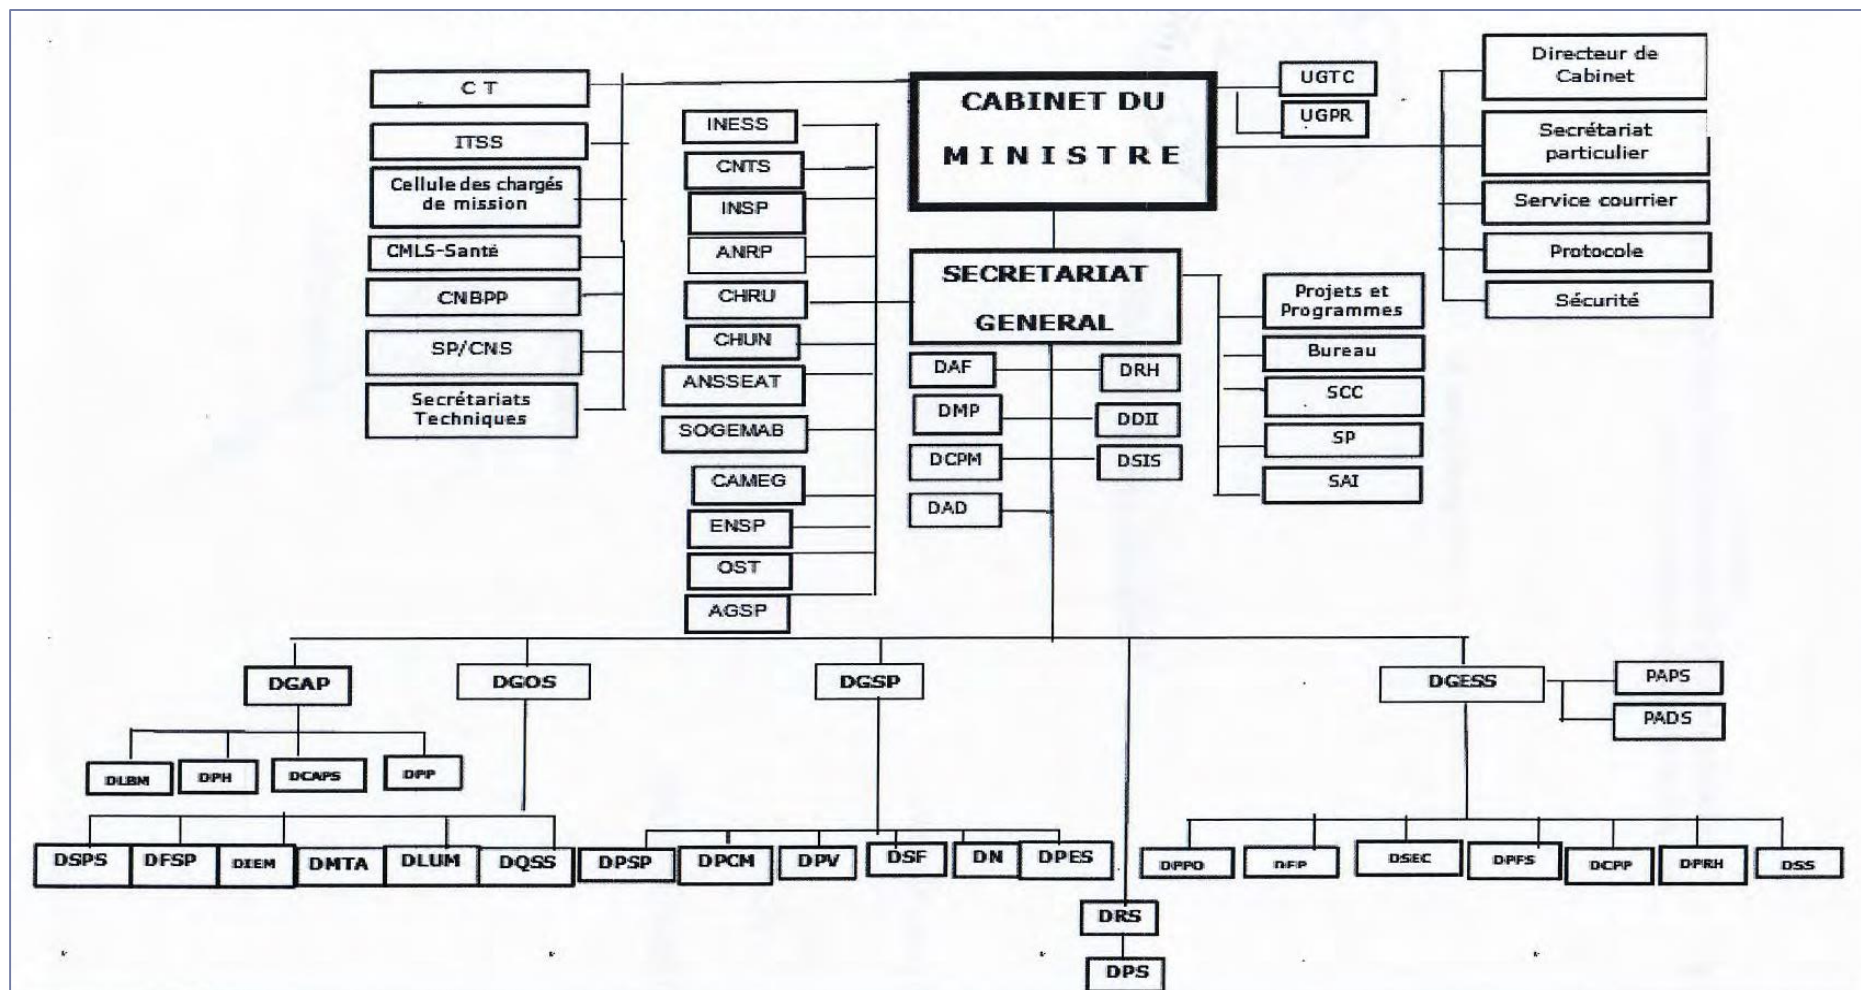 CT
ITSS
Cellule des chargés
de mission
CMLS-Santé
CNBPP
SP/CNS
Secrétariats
Techniques
INESS
CNTS
INSP
ANRP
CHRU
CHUN
ANSSEAT
SOGEMAB
CAMEG
ENSP
OST
AGSP
CABINET DU
MINISTRE
UGTC
UGPR
Directeur de
Cabinet
Secrétariat
particulier
Service courrier
Protocole
Sécurité
SECRETARIAT
GENERAL
Projets et
Programmes
Bureau
SCC
SP
SAI
DAF
DRH
DMP
DDII
DCPM
DSIS
DAD
DGAP
DGOS
DGSP
DGESS
PAPS
PADS
DLBM
DPH
DCAPS
DPP
DSPS
DFSP
DIEM
DMTA
DLUM
DQSS
DPSP
DPCM
DPV
DSF
DN
DPES
DPPO
DSEC
DPFS
DCPP
DPRH
DSS
DRS
DPS